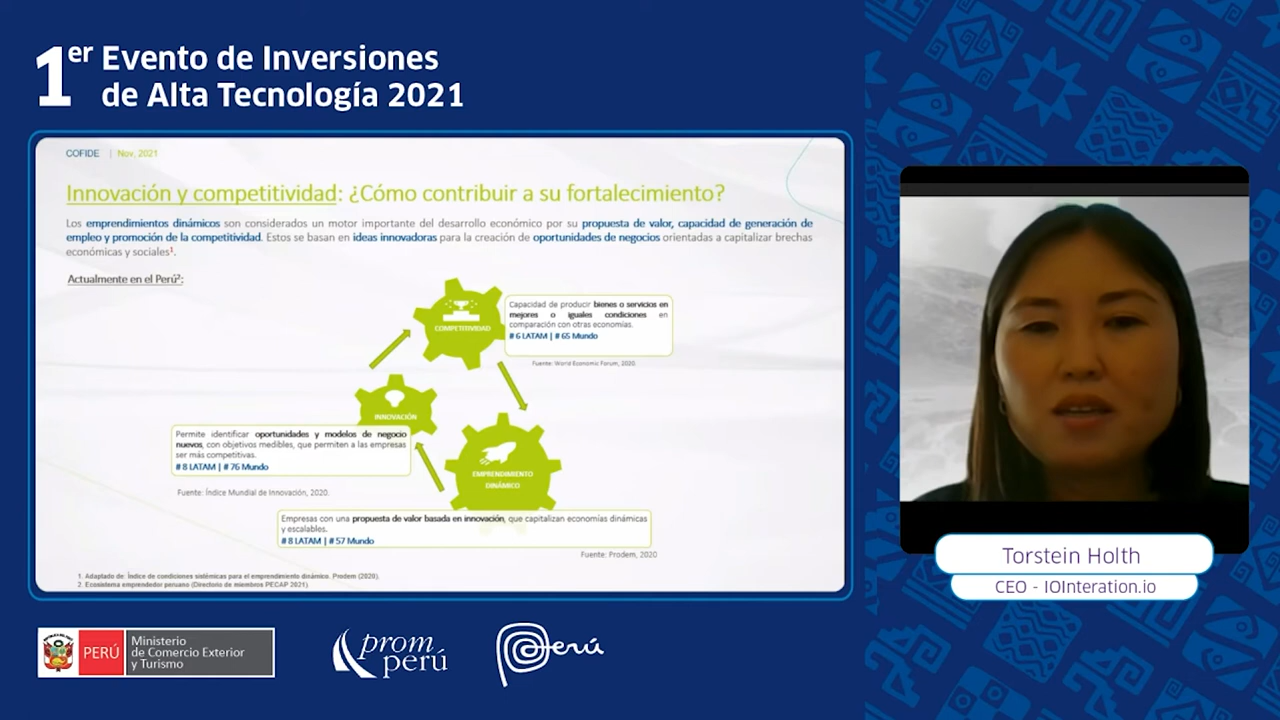 1er Evento de Inversiones
de Alta Tecnología 2021
COFIDE | Nov, 2021
Innovación y competitividad: ¿Cómo contribuir a su fortalecimiento?
Los emprendimientos dinámicos son considerados un motor importante del desarrollo económico por su propuesta de valor, capacidad de generación de
empleo y promoción de la competitividad. Estos se basan en ideas innovadoras para la creación de oportunidades de negocios orientadas a capitalizar brechas
económicas y sociales¹.
Actualmente en el Perú²:
COMPETITIVIDAD
Capacidad de producir bienes o servicios en
mejores o iguales condiciones en
comparación con otras economías.
# 6 LATAM | # 65 Mundo
Fuente: World Economic Forum, 2020.
INNOVACIÓN
Permite identificar oportunidades y modelos de negocio
nuevos, con objetivos medibles, que permiten a las empresas
ser más competitivas.
# 8 LATAM | # 76 Mundo
Fuente: Índice Mundial de Innovación, 2020.
EMPRENDIMIENTO
DINÁMICO
Empresas con una propuesta de valor basada en innovación, que capitalizan economías dinámicas
y escalables.
# 8 LATAM | # 57 Mundo
Fuente: Prodem, 2020
1. Adaptado de: Índice de condiciones sistémicas para el emprendimiento dinámico. Prodem (2020).
2. Ecosistema emprendedor peruano (Directorio de miembros PECAP 2021)
Torstein Holth
CEO - IOInteration.io
PERÚ
Ministerio
de Comercio Exterior
y Turismo
prom
perú
Perú